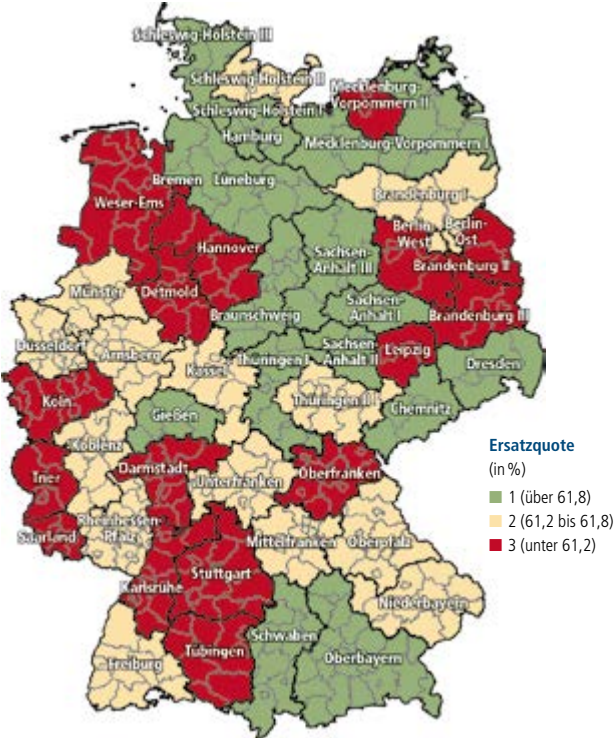 Schleswig-Holstein III
Schleswig-Holstein II
Mecklenburg-
Vorpommern II
Schleswig-Holstein I
Hamburg
Mecklenburg-Vorpommern I
Bremen
Lüneburg
Brandenburg I
Weser-Ems
Berlin-
West
Berlin-
Ost
Hannover
Sachsen-
Anhalt III
Brandenburg II
Münster
Detmold
Sachsen-
Anhalt I
Braunschweig
Brandenburg III
Düsseldorf
Arnsberg
Sachsen-
Anhalt II
Leipzig
Kassel
Thüringen I
Dresden
Köln
Thüringen II
Chemnitz
Gießen
Koblenz
Darmstadt
Oberfranken
Trier
Unterfranken
Rheinhessen-
Pfalz
Saarland
Mittelfranken
Oberpfalz
Stuttgart
Karlsruhe
Niederbayern
Schwaben
Tübingen
Oberbayern
Freiburg
Ersatzquote
(in %)
1 (über 61,8)
2 (61,2 bis 61,8)
3 (unter 61,2)